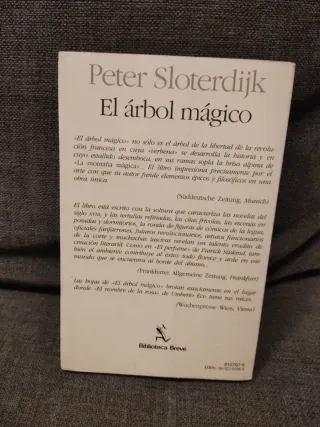 Peter Sloterdijk
El árbol mágico
«El árbol mágico» no sólo es el árbol de la libertad de la revolu-
ción francesa en cuya «verbena» se desarrolla la historia y en
cuyo estallido desemboca, en sus ramas sopla la brisa alpina de
«La montaña mágica». El libro impresiona precisamente por el
arte con que su autor funde elementos épicos y filosóficos en una
obra única.
(Süddeutsche Zeitung, Munich)
El libro está escrito con la soltura que caracteriza las novelas del
siglo XVIII, y las tertulias refinadas, las citas frívolas, las escenas en
posadas y dormitorios, la ronda de figuras de cómicos de la legua,
oficiales fanfarrones, futuros revolucionarios, astutos funcionarios
de la corte y muchachas lascivas revelan un talento erudito de
creación literaria. Como en «El perfume» de Patrick Süskind, tam-
bién el ambiente contribuye al éxito: todo florece y arde en este
mundo que se encuentra al borde del abismo...
(Frankfurter Allgemeine Zeitung, Frankfurt)
Las hojas de «El árbol mágico» brotan exactamente en el lugar
donde «El nombre de la rosa» de Umberto Eco tiene sus raíces.
(Wochenpresse Wien, Viena)
Biblioteca Breve